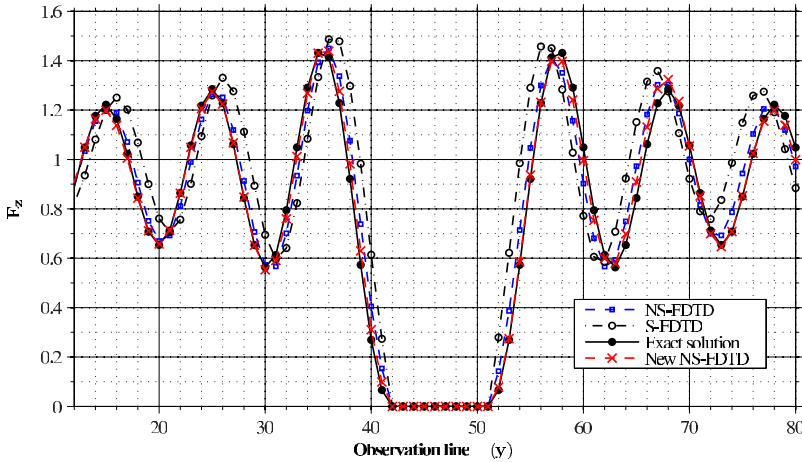 1.6
1.4
1.2
1
0.8
0.6
0.4
0.2
0
F_z
20
30
40
50
60
70
80
Observation line (y)
NS-FDTD
S-FDTD
Exact solution
New NS-FDTD